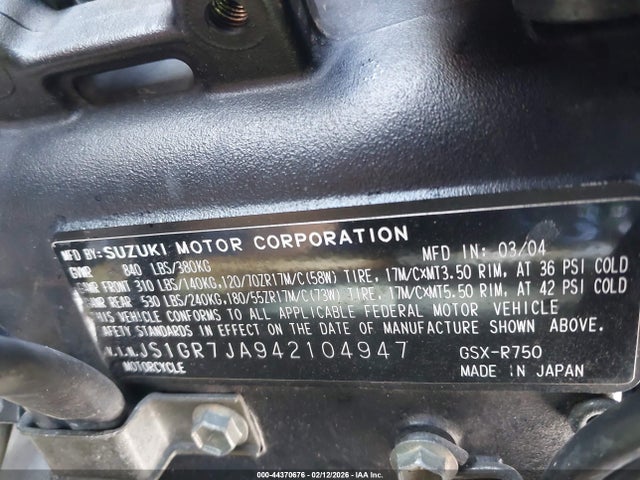 MFD BY: SUZUKI MOTOR CORPORATION MFD IN: 03/04
GVWR 840 LBS/380KG
GAWR FRONT 310 LBS/140KG,120/70ZR17M/C(58W) TIRE, 17M/C×MT3.50 RIM, AT 36 PSI COLD
GAWR REAR 530 LBS/240KG,180/55ZR17M/C(73W) TIRE, 17M/C×MT5.50 RIM, AT 42 PSI COLD
THIS VEHICLE CONFORMS TO ALL APPLICABLE FEDERAL MOTOR VEHICLE
SAFETY STANDARDS IN EFFECT ON THE DATE OF MANUFACTURE SHOWN ABOVE.
V.I.N. JS1GR7JA942104947 GSX-R750
MOTORCYCLE MADE IN JAPAN
000-44370676 - 02/12/2026 - ©IAA, Inc.